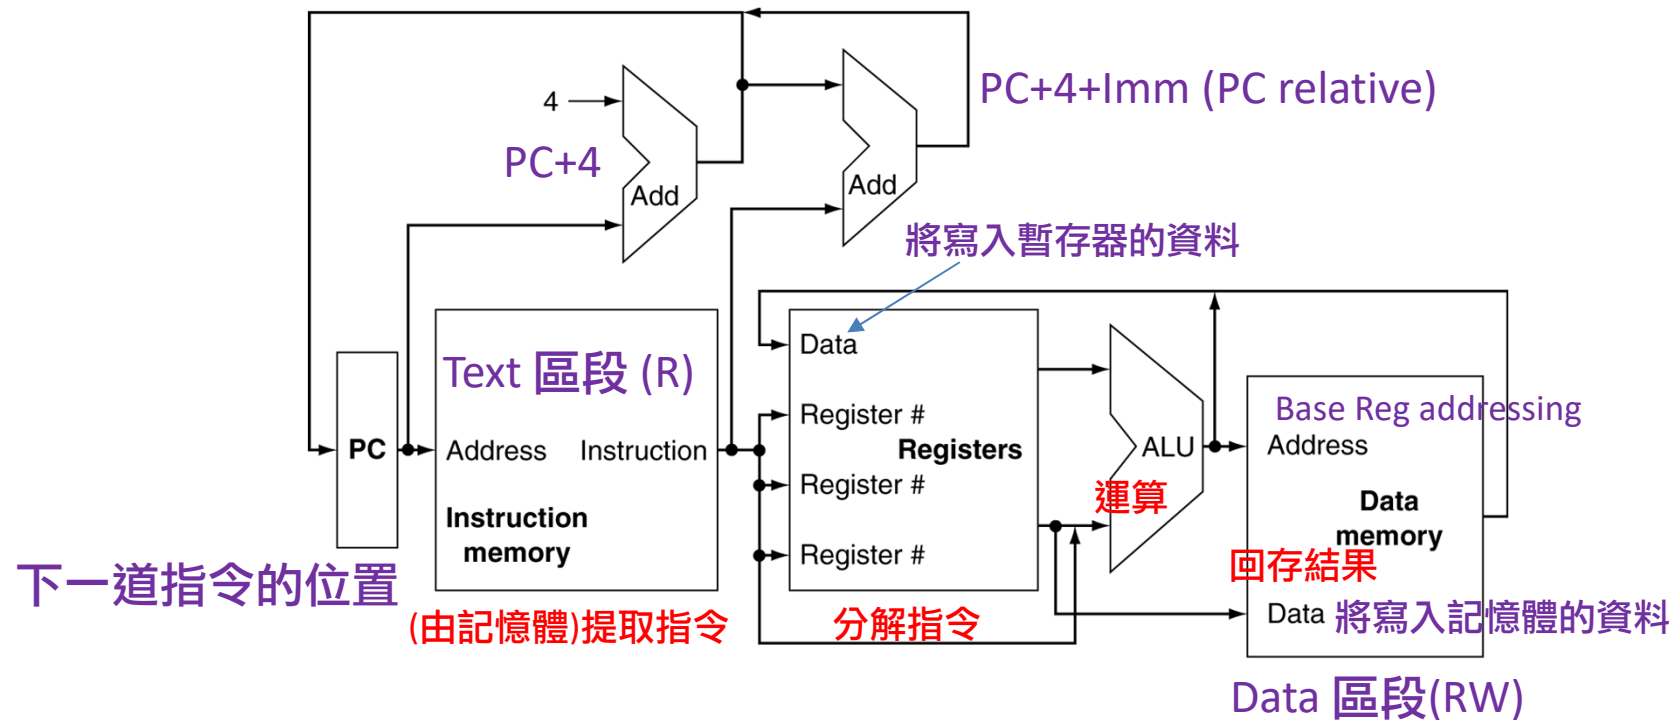 PC+4+Imm (PC relative)
4
PC+4
Add
Add
將寫入暫存器的資料
Data
Text 區段 (R)
Base Reg addressing
Register #
PC
Address
Instruction
Registers
ALU
Address
Register #
運算
Instruction
memory
Data
memory
Register #
回存結果
下一道指令的位置
(由記憶體)提取指令
分解指令
Data
將寫入記憶體的資料
Data 區段(RW)